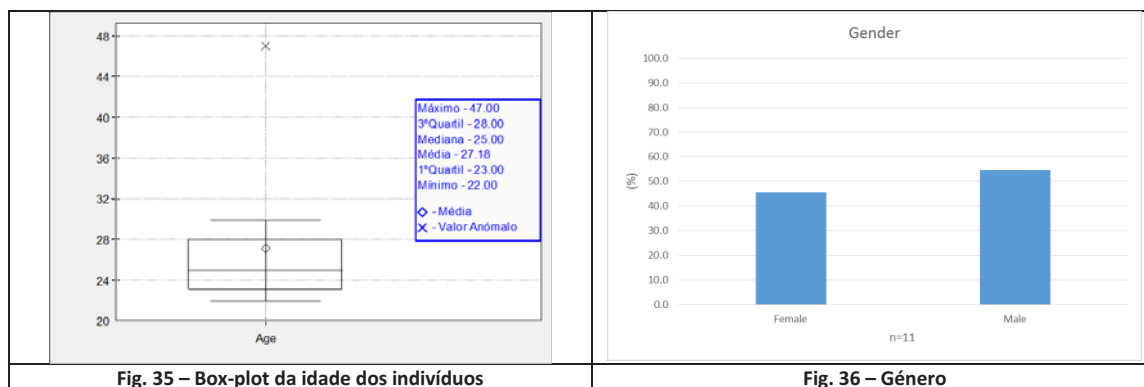 48
44
40
36
32
28
24
20
Age
Máximo - 47.00
3ºQuartil - 28.00
Mediana - 25.00
Média - 27.18
1ºQuartil - 23.00
Mínimo - 22.00
◇ - Média
✕ - Valor Anómalo
Fig. 35 – Box-plot da idade dos indivíduos
Gender
100.0
90.0
80.0
70.0
60.0
50.0
40.0
30.0
20.0
10.0
0.0
(%)
Female
Male
n=11
Fig. 36 – Género